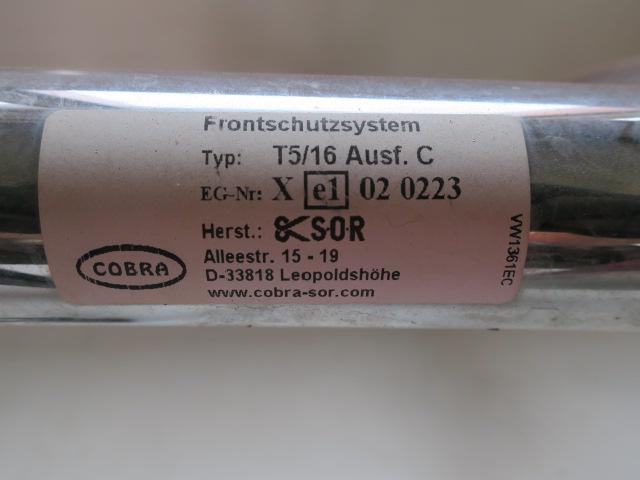 Frontschutzsystem
Typ: T5/16 Ausf. C
EG-Nr: X e1 02 0223
Herst.: S·O·R
Alleestr. 15 - 19
D-33818 Leopoldshöhe
www.cobra-sor.com
COBRA
VW1361EC